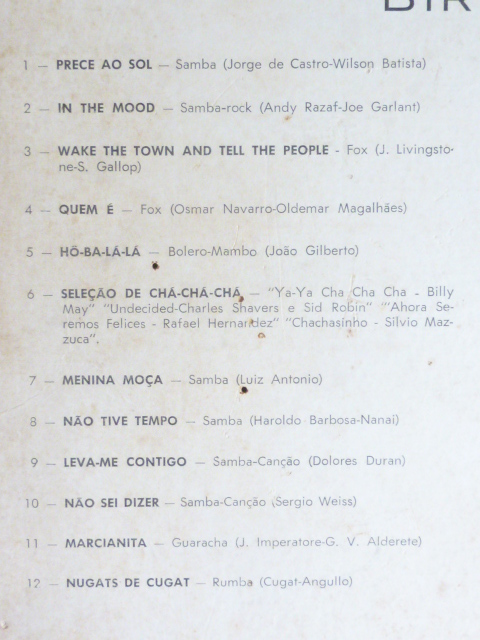 BIR
1 — PRECE AO SOL — Samba (Jorge de Castro-Wilson Batista)
2 — IN THE MOOD — Samba-rock (Andy Razaf-Joe Garlant)
3 — WAKE THE TOWN AND TELL THE PEOPLE - Fox (J. Livingsto-
ne-S. Gallop)
4 — QUEM É — Fox (Osmar Navarro-Oldemar Magalhães)
5 — HÔ-BA-LÁ-LÁ — Bolero-Mambo (João Gilberto)
6 — SELEÇÃO DE CHÁ-CHÁ-CHÁ — "Ya-Ya Cha Cha Cha - Billy
May" "Undecided-Charles Shavers e Sid Robin" "Ahora Se-
remos Felices - Rafael Hernandez" "Chachasinho - Silvio Maz-
zuca".
7 — MENINA MOÇA — Samba (Luiz Antonio)
8 — NÃO TIVE TEMPO — Samba (Haroldo Barbosa-Nanai)
9 — LEVA-ME CONTIGO — Samba-Canção (Dolores Duran)
10 — NÃO SEI DIZER — Samba-Canção (Sergio Weiss)
11 — MARCIANITA — Guaracha (J. Imperatore-G. V. Alderete)
12 — NUGATS DE CUGAT — Rumba (Cugat-Angullo)